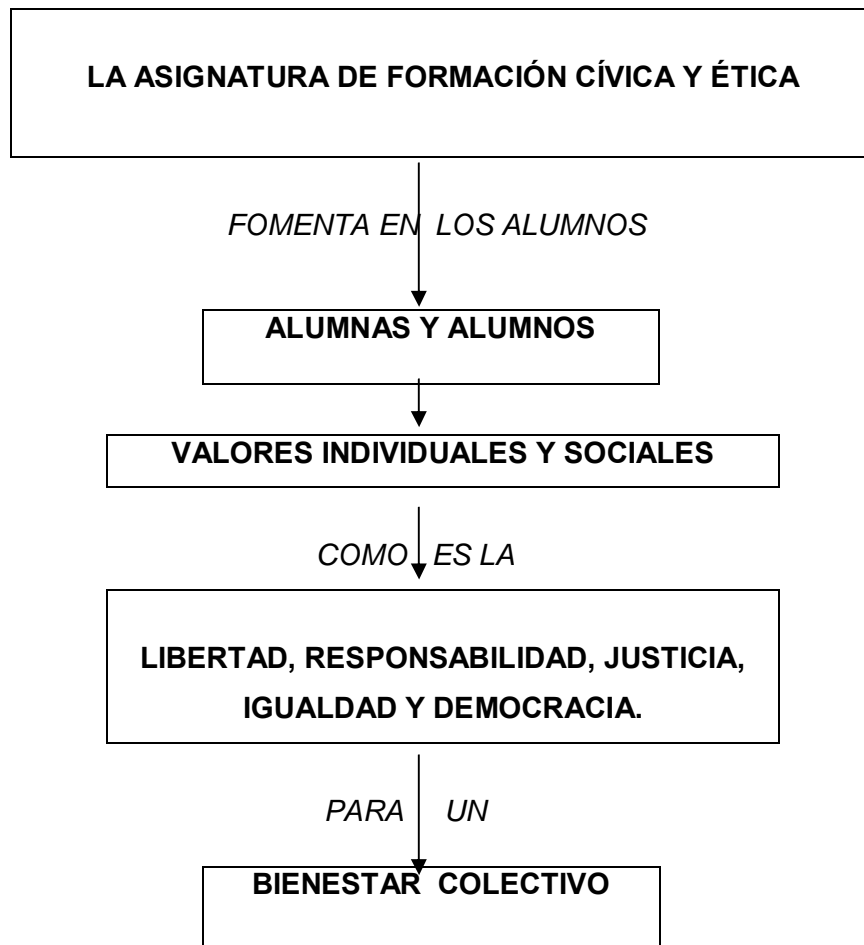 LA ASIGNATURA DE FORMACIÓN CÍVICA Y ÉTICA
FOMENTA EN LOS ALUMNOS
ALUMNAS Y ALUMNOS
VALORES INDIVIDUALES Y SOCIALES
COMO ES LA
LIBERTAD, RESPONSABILIDAD, JUSTICIA,
IGUALDAD Y DEMOCRACIA.
PARA UN
BIENESTAR COLECTIVO